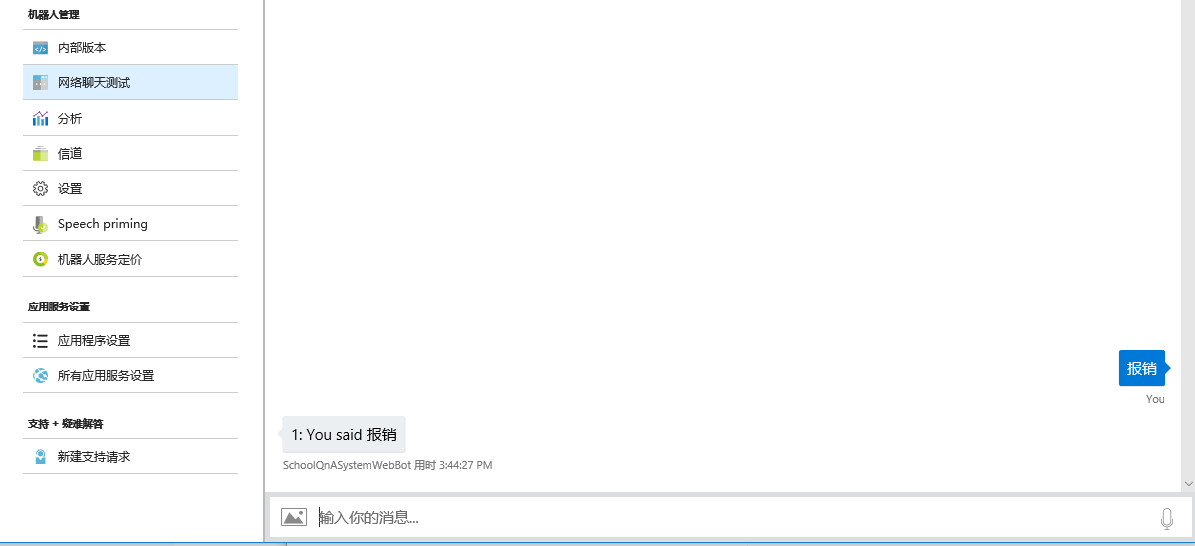 机器人管理
内部版本
网络聊天测试
分析
信道
设置
Speech priming
机器人服务定价
应用服务设置
应用程序设置
所有应用服务设置
支持 + 疑难解答
新建支持请求
报销
You
1: You said 报销
SchoolQnASystemWebBot 用时 3:44:27 PM
输入你的消息...